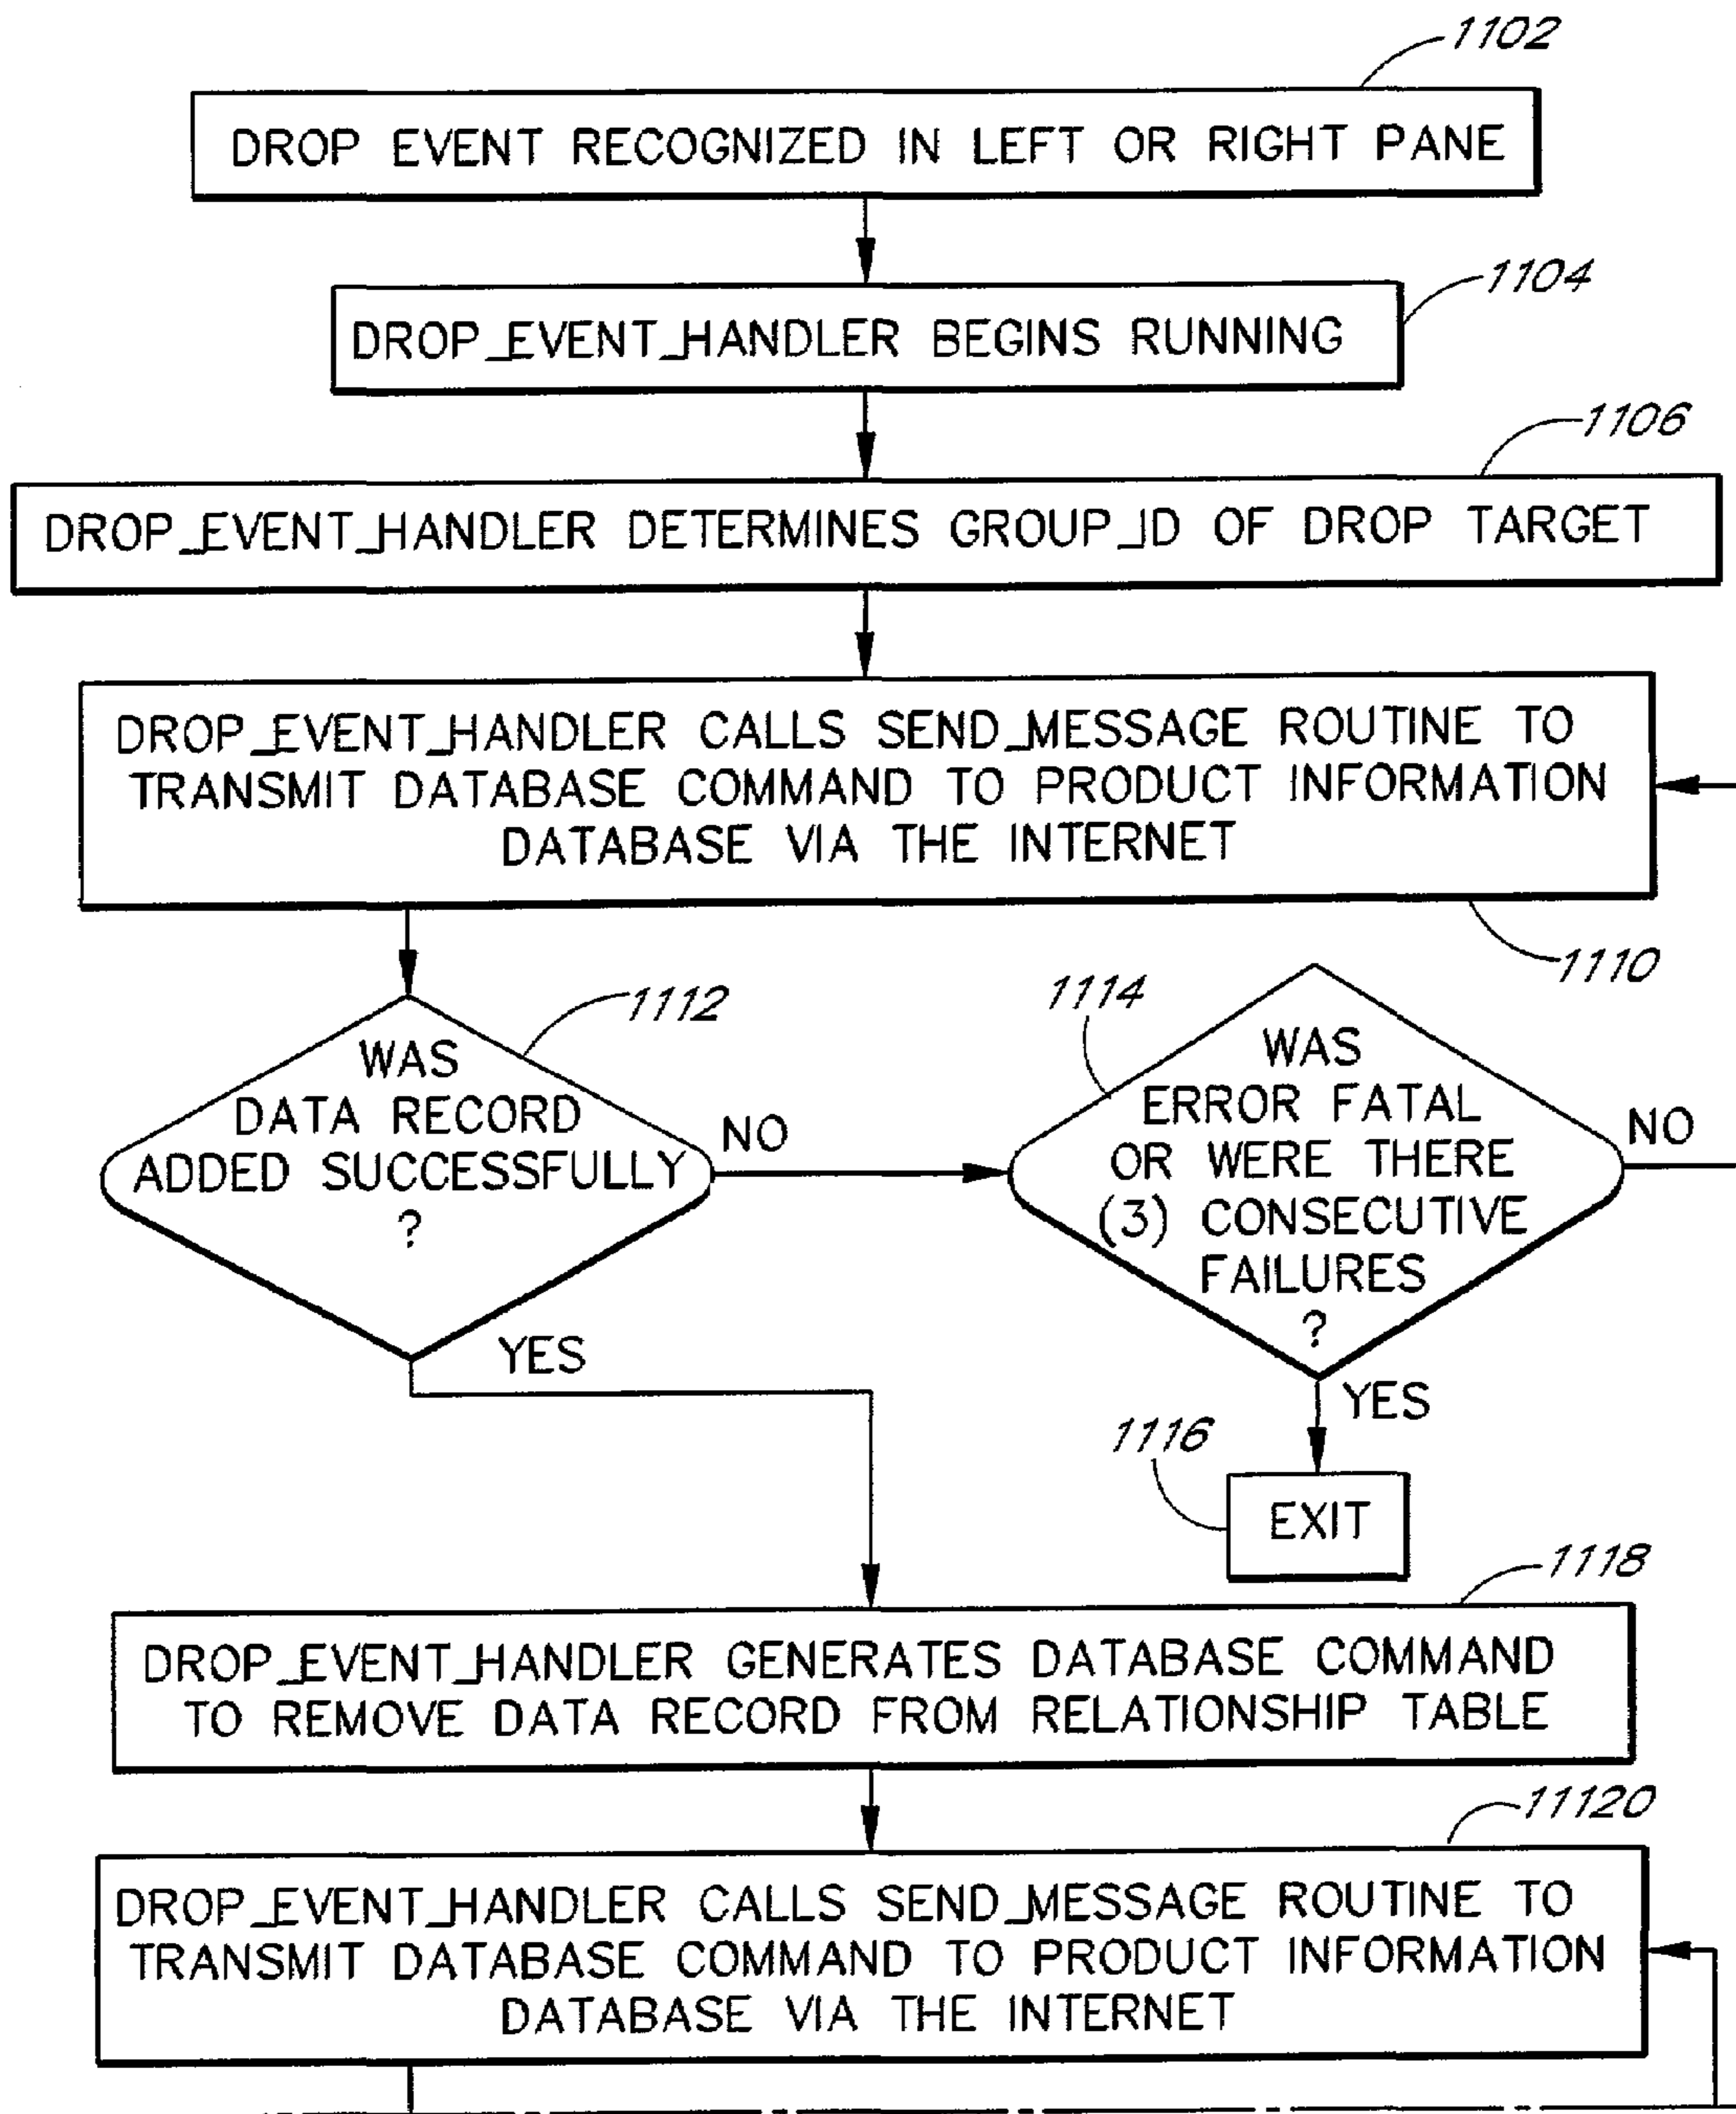 1102
DROP EVENT RECOGNIZED IN LEFT OR RIGHT PANE
1104
DROP_EVENT_HANDLER BEGINS RUNNING
1106
DROP_EVENT_HANDLER DETERMINES GROUP_ID OF DROP TARGET
DROP_EVENT_HANDLER CALLS SEND_MESSAGE ROUTINE TO
TRANSMIT DATABASE COMMAND TO PRODUCT INFORMATION
DATABASE VIA THE INTERNET
1110
1112
WAS
DATA RECORD
ADDED SUCCESSFULLY
?
NO
1114
WAS
ERROR FATAL
OR WERE THERE
(3) CONSECUTIVE
FAILURES
?
NO
YES
YES
1116
EXIT
1118
DROP_EVENT_HANDLER GENERATES DATABASE COMMAND
TO REMOVE DATA RECORD FROM RELATIONSHIP TABLE
11120
DROP_EVENT_HANDLER CALLS SEND_MESSAGE ROUTINE TO
TRANSMIT DATABASE COMMAND TO PRODUCT INFORMATION
DATABASE VIA THE INTERNET